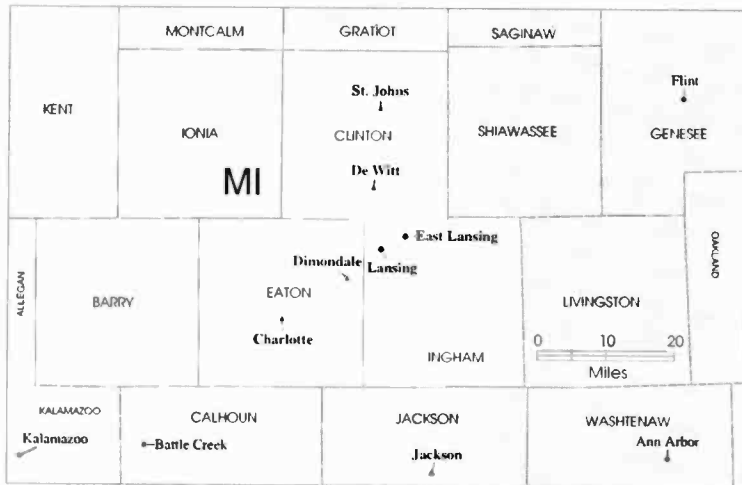 MONTCALM
GRATIOT
SAGINAW
Flint
St. Johns
KENT
IONIA
CLINTON
SHIAWASSEE
GENESEE
MI
De Witt
East Lansing
OAKLAND
Dimondale
Lansing
ALLEGAN
BARRY
EATON
LIVINGSTON
Charlotte
0 10 20
Miles
INGHAM
KALAMAZOO
CALHOUN
JACKSON
WASHTENAW
Kalamazoo
Battle Creek
Ann Arbor
Jackson